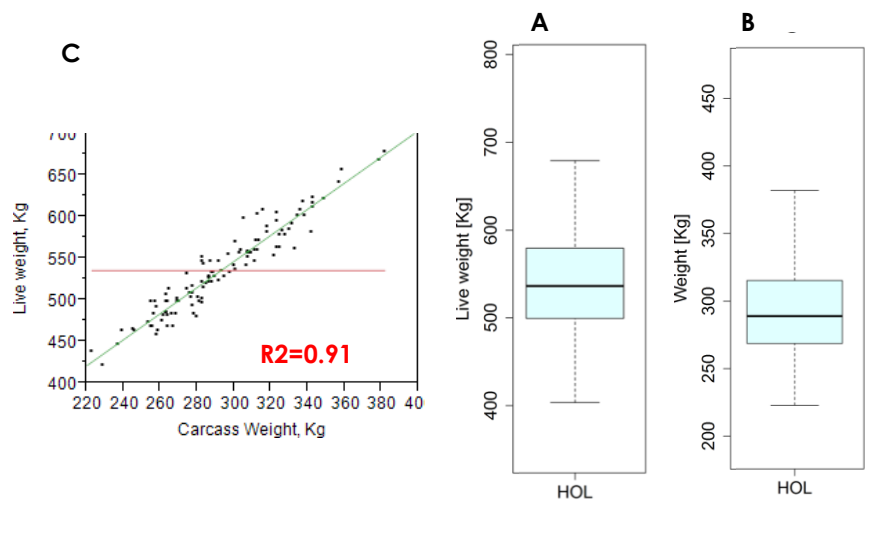 C
A
B
700
650
600
550
500
450
400
Live weight, Kg
R2=0.91
220 240 260 280 300 320 340 360 380 40
Carcass Weight, Kg
800
700
600
500
400
Live weight [Kg]
HOL
450
400
350
300
250
200
Weight [Kg]
HOL